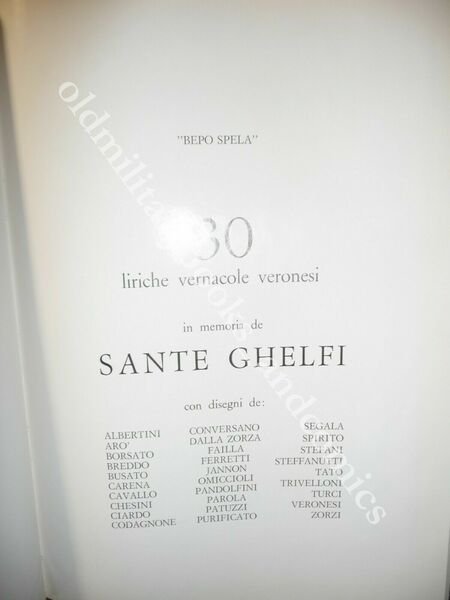 "BEPO SPELA"
30
liriche vernacole veronesi
in memoria de
SANTE GHELFI
con disegni de:
ALBERTINI
ARO'
BORSATO
BREDDO
BUSATO
CARENA
CAVALLO
CHESINI
CIARDO
CODAGNONE
CONVERSANO
DALLA ZORZA
FAILLA
FERRETTI
JANNON
OMICCIOLI
PANDOLFINI
PAROLA
PATUZZI
PURIFICATO
SEGALA
SPIRITO
STEFANI
STEFFANUTTI
TATO
TRIVELLONI
TURCI
VERONESI
ZORZI
oldmilitarybooksandcomics